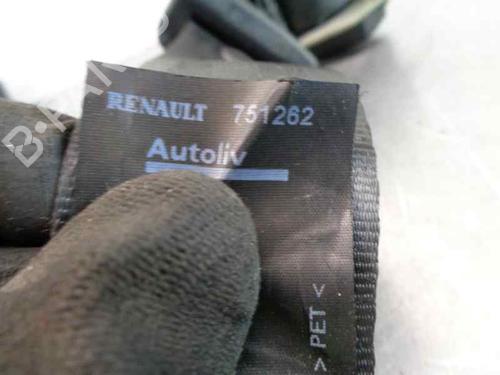 RENAULT 751262
Autoliv
> PET <